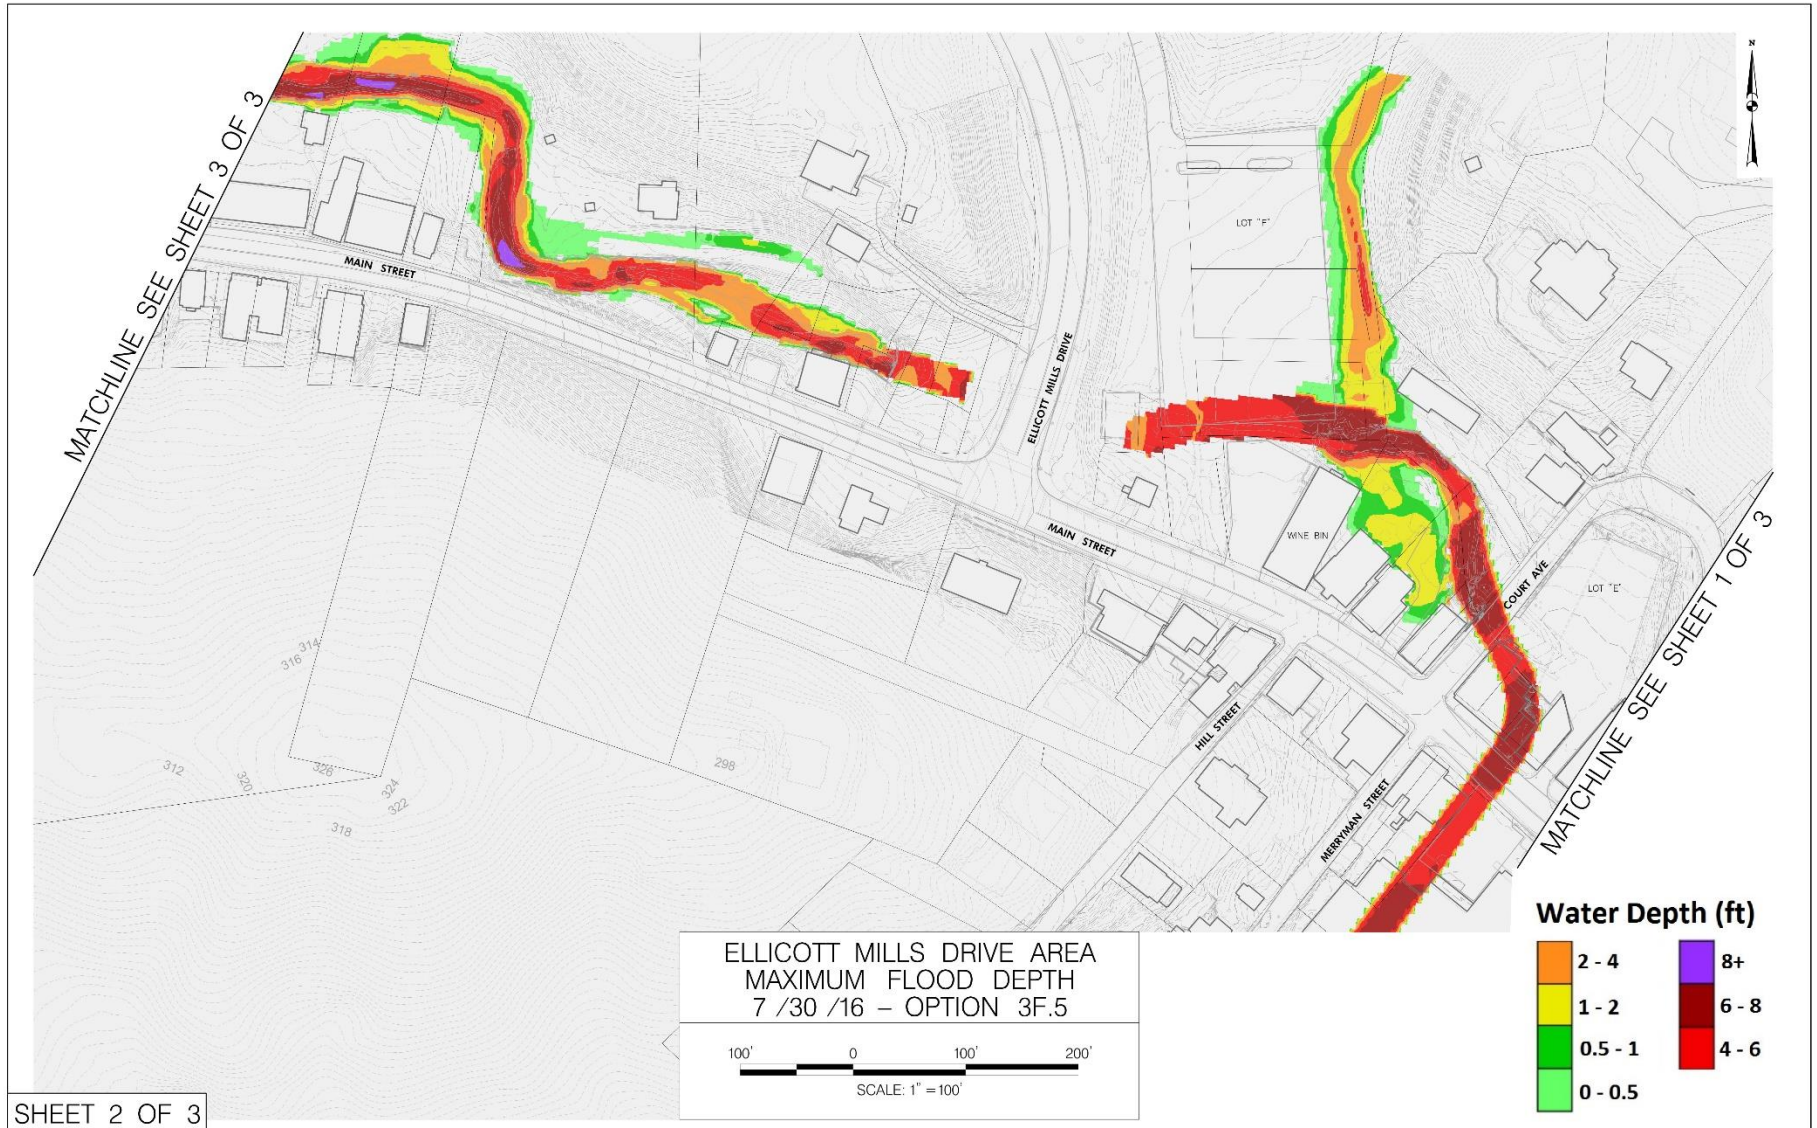 N
MATCHLINE SEE SHEET 3 OF 3
MAIN STREET
ELLICOTT MILLS DRIVE
LOT "F"
MAIN STREET
WINE BIN
COURT AVE
LOT "E"
MATCHLINE SEE SHEET 1 OF 3
HILL STREET
MERRYMAN STREET
314
316
312
320
326
324
322
318
298
ELLICOTT MILLS DRIVE AREA
MAXIMUM FLOOD DEPTH
7 /30 /16 – OPTION 3F.5
100' 0 100' 200'
SCALE: 1" =100'
Water Depth (ft)
2 - 4
1 - 2
0.5 - 1
0 - 0.5
8+
6 - 8
4 - 6
SHEET 2 OF 3